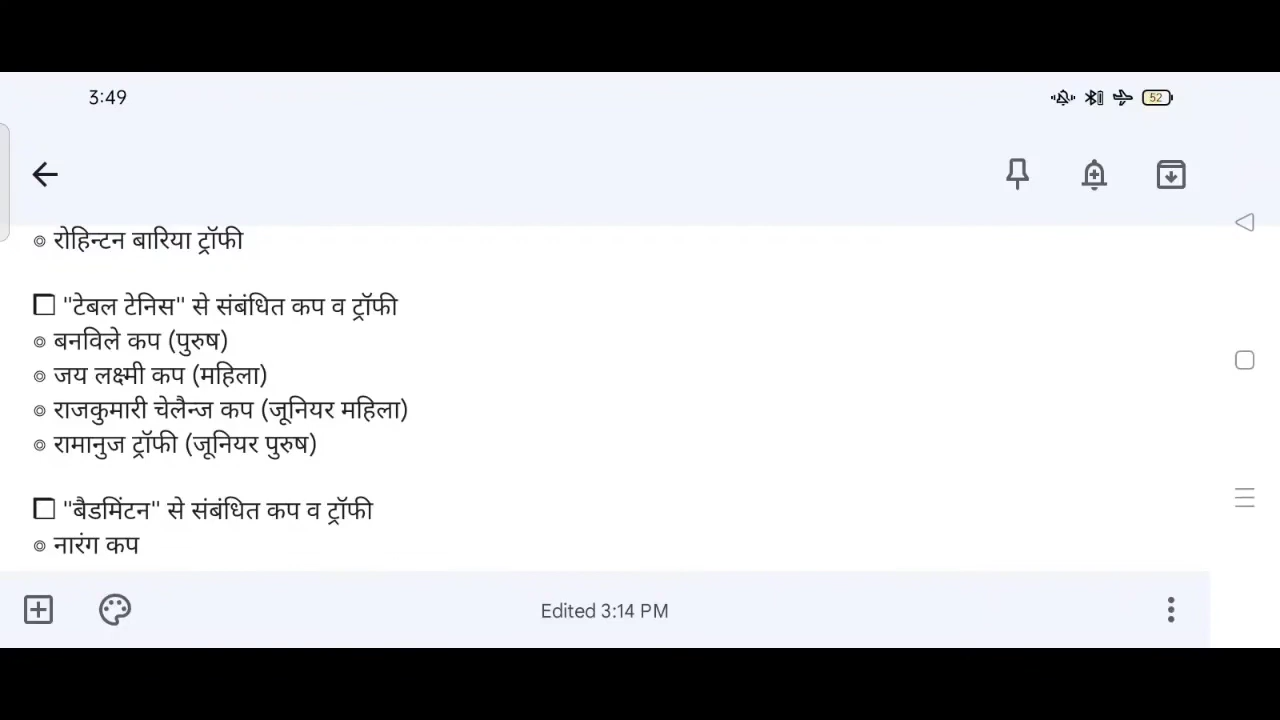 3:49
52
◎ रोहिन्टन बारिया ट्रॉफी
❒ "टेबल टेनिस" से संबंधित कप व ट्रॉफी
◎ बनविले कप (पुरुष)
◎ जय लक्ष्मी कप (महिला)
◎ राजकुमारी चेलैन्ज कप (जूनियर महिला)
◎ रामानुज ट्रॉफी (जूनियर पुरुष)
❒ "बैडमिंटन" से संबंधित कप व ट्रॉफी
◎ नारंग कप
Edited 3:14 PM